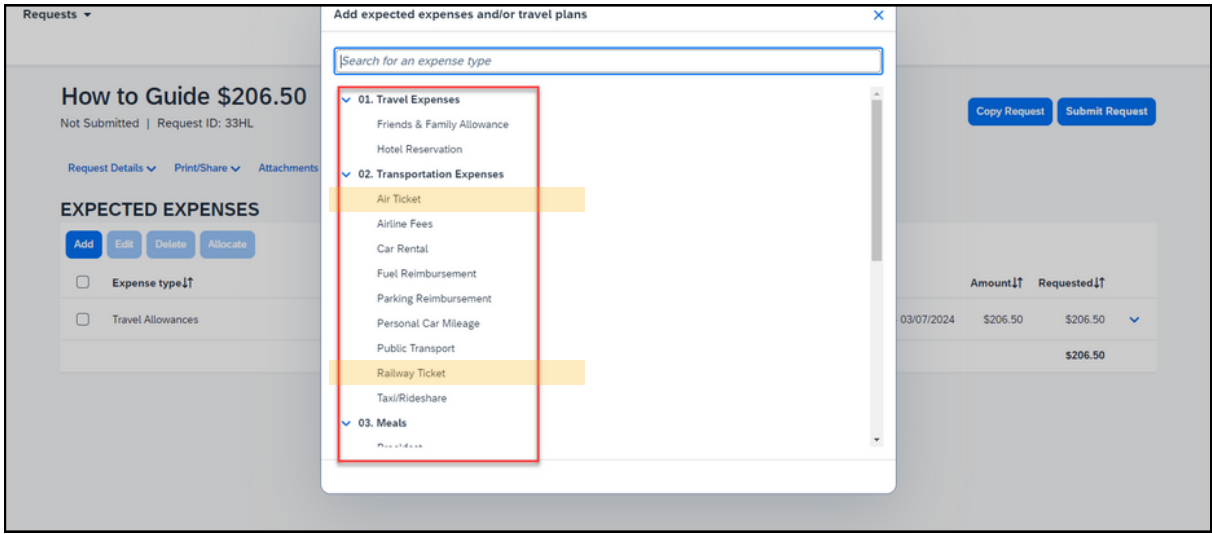 Requests
Add expected expenses and/or travel plans
Search for an expense type
How to Guide $206.50
Not Submitted | Request ID: 33HL
Copy Request
Submit Request
Request Details
Print/Share
Attachments
EXPECTED EXPENSES
Add
Edit
Delete
Allocate
Expense type
Amount
Requested
Travel Allowances
03/07/2024
$206.50
$206.50
$206.50
01. Travel Expenses
Friends & Family Allowance
Hotel Reservation
02. Transportation Expenses
Air Ticket
Airline Fees
Car Rental
Fuel Reimbursement
Parking Reimbursement
Personal Car Mileage
Public Transport
Railway Ticket
Taxi/Rideshare
03. Meals